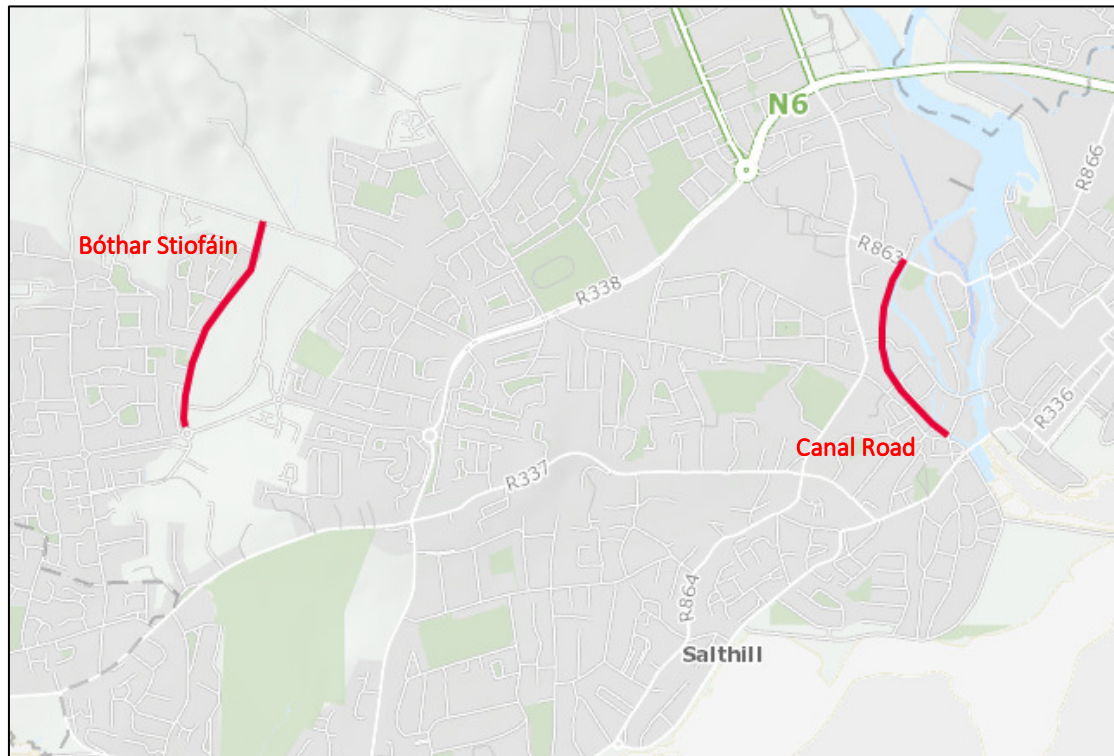 N6
R866
Bóthar Stiofáin
R863
R338
R336
Canal Road
R337
R864
Salthill